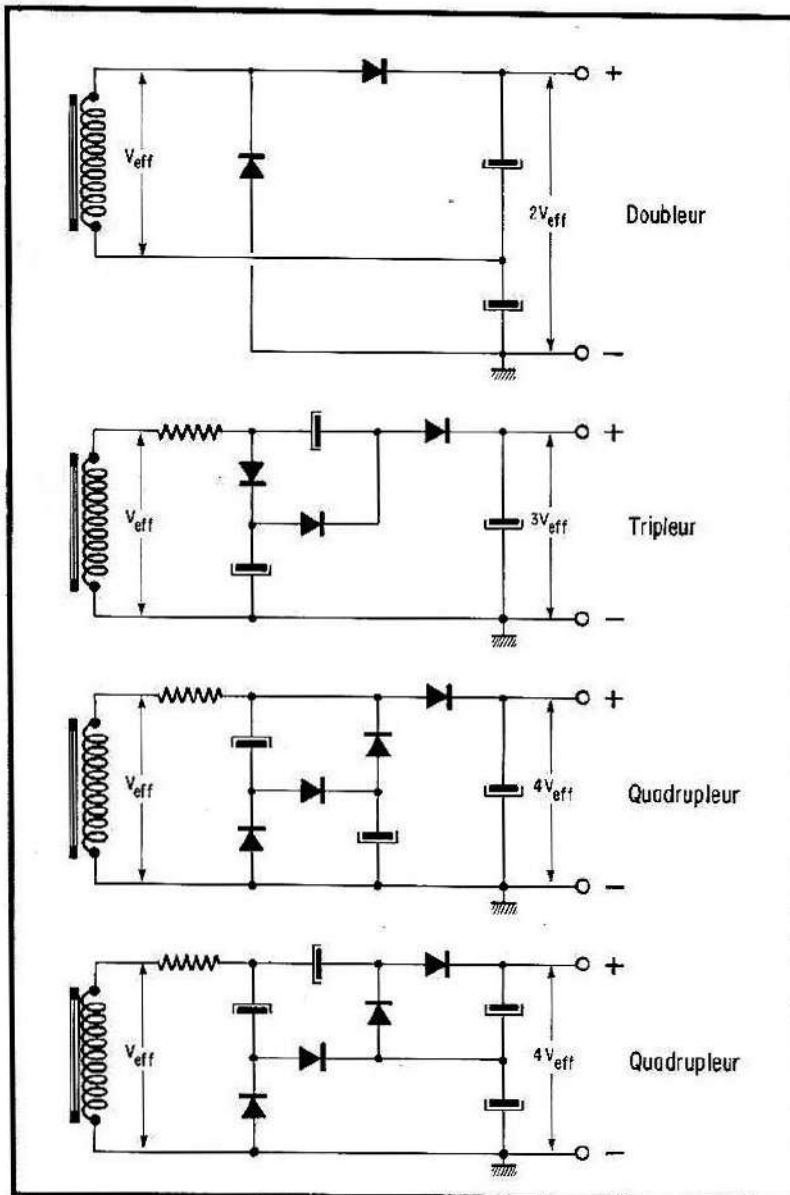 +
V_eff
2V_eff
Doubleur
−
+
V_eff
3V_eff
Tripleur
−
+
V_eff
4V_eff
Quadrupleur
−
+
V_eff
4V_eff
Quadrupleur
−